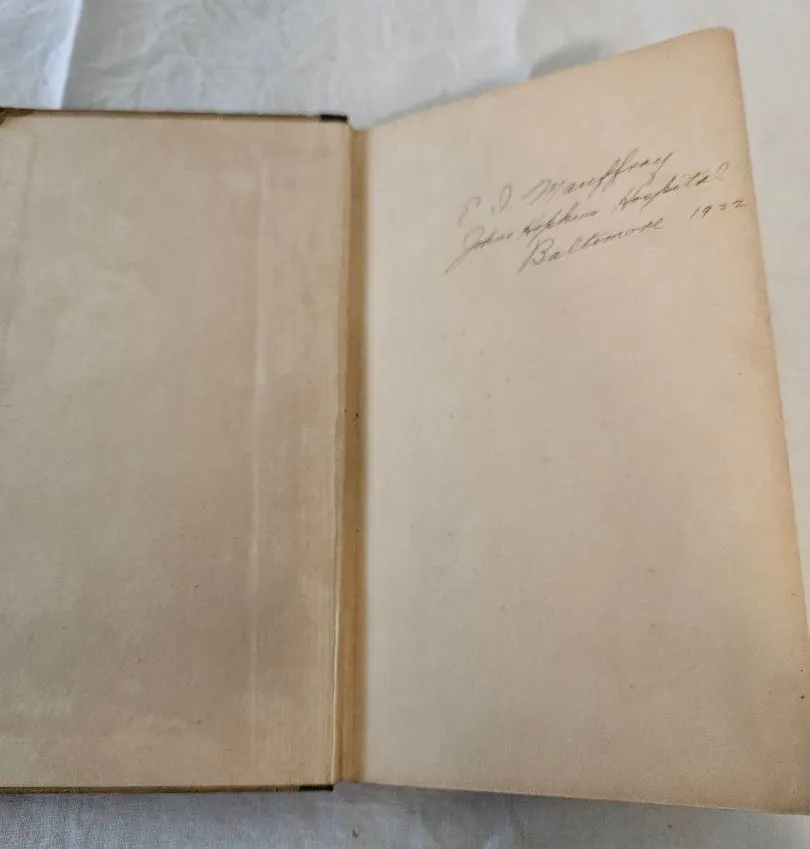 E. I. Mauffray
Johns Hopkins Hospital
Baltimore 1922